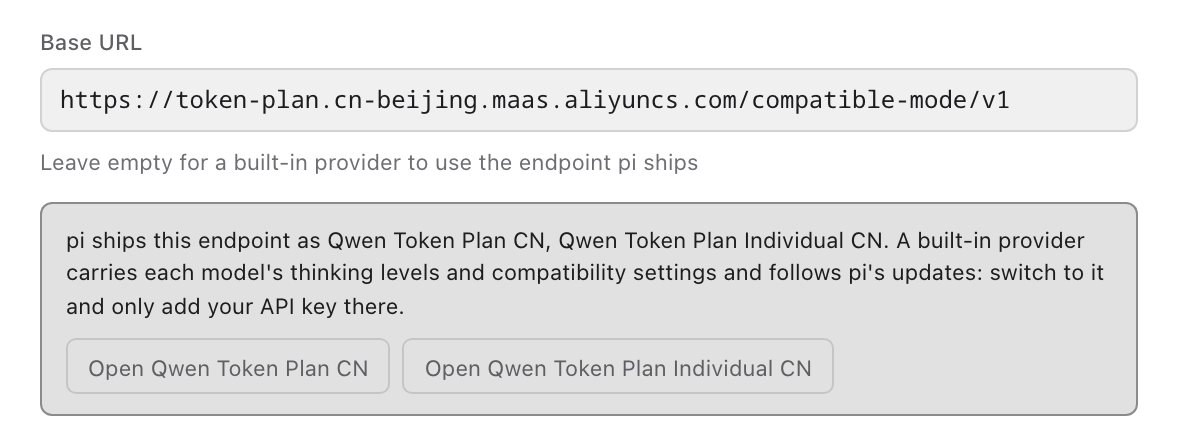 Base URL
https://token-plan.cn-beijing.maas.aliyuncs.com/compatible-mode/v1
Leave empty for a built-in provider to use the endpoint pi ships
pi ships this endpoint as Qwen Token Plan CN, Qwen Token Plan Individual CN. A built-in provider
carries each model's thinking levels and compatibility settings and follows pi's updates: switch to it
and only add your API key there.
Open Qwen Token Plan CN
Open Qwen Token Plan Individual CN